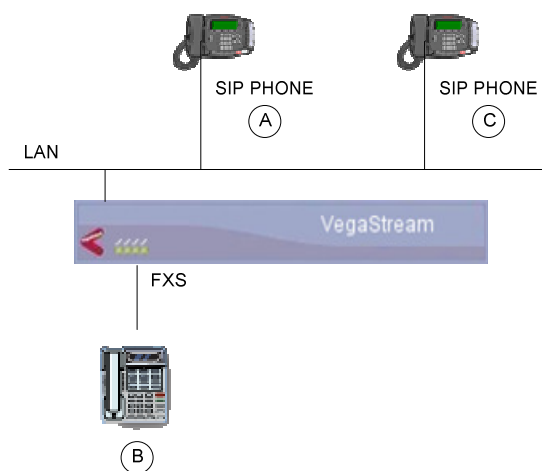 SIP PHONE
A
SIP PHONE
C
LAN
VegaStream
FXS
B